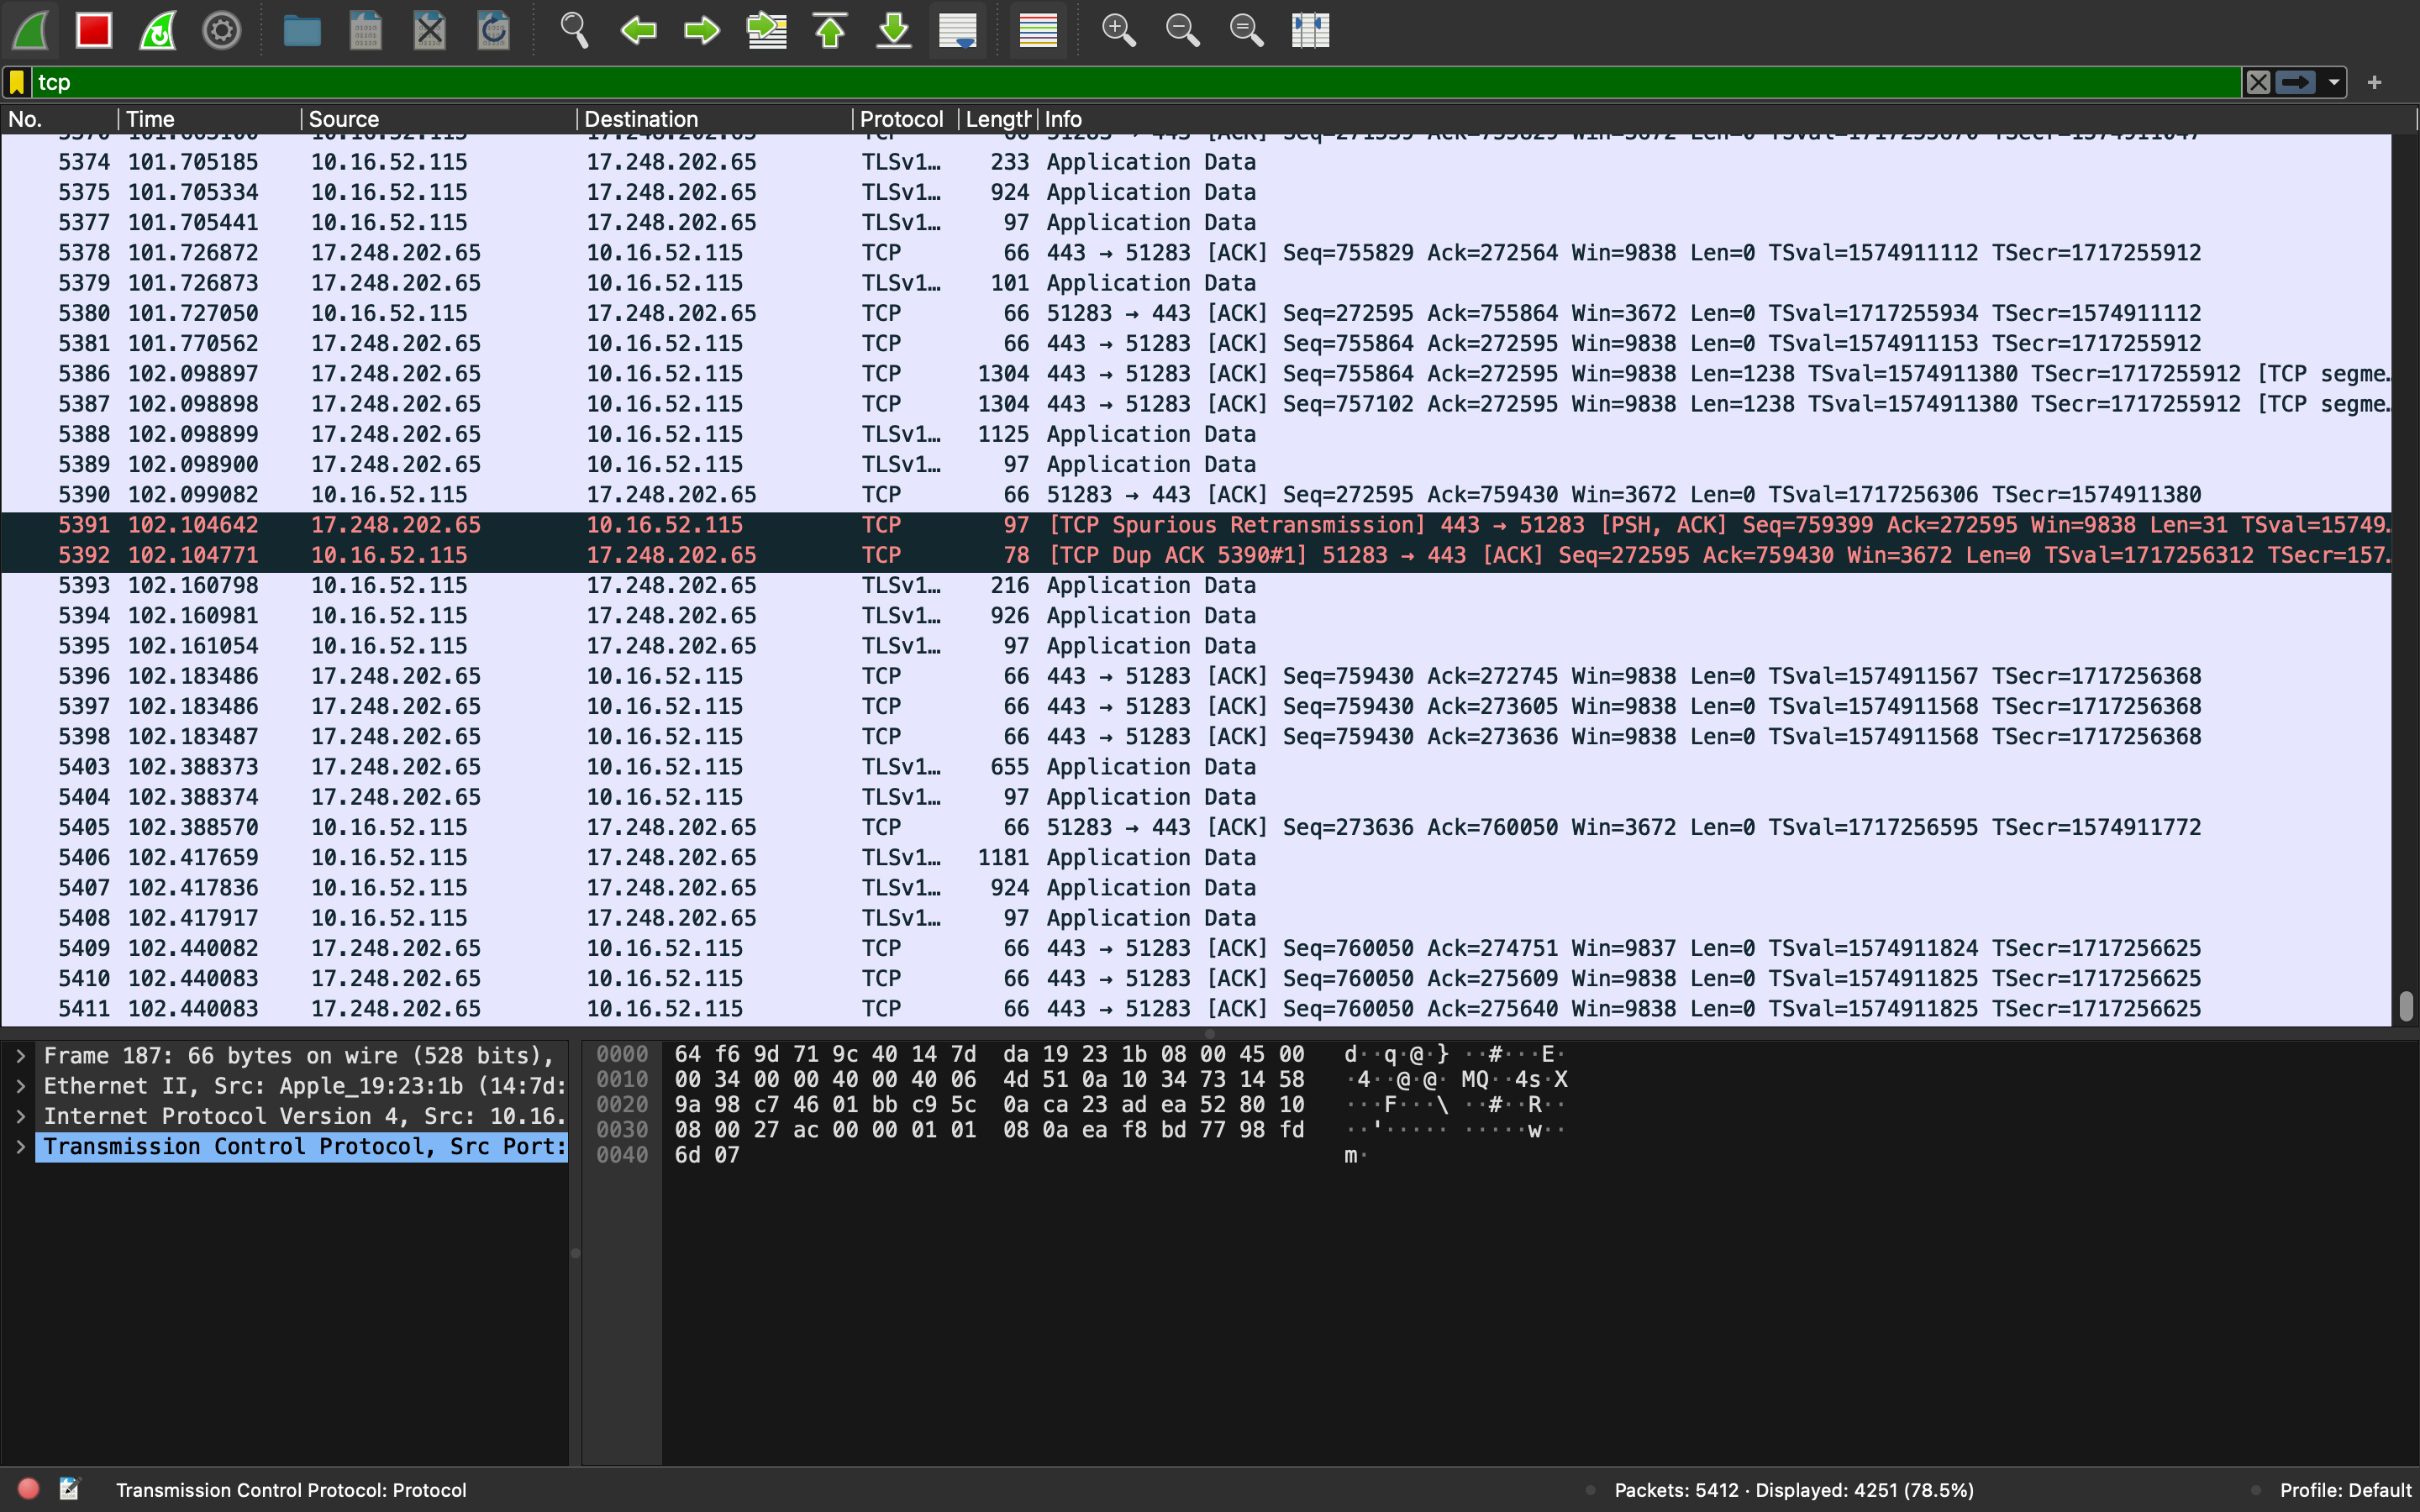 tcp
No. Time Source Destination Protocol Length Info
5374 101.705185 10.16.52.115 17.248.202.65 TLSv1… 233 Application Data
5375 101.705334 10.16.52.115 17.248.202.65 TLSv1… 924 Application Data
5377 101.705441 10.16.52.115 17.248.202.65 TLSv1… 97 Application Data
5378 101.726872 17.248.202.65 10.16.52.115 TCP 66 443 → 51283 [ACK] Seq=755829 Ack=272564 Win=9838 Len=0 TSval=1574911112 TSecr=1717255912
5379 101.726873 17.248.202.65 10.16.52.115 TLSv1… 101 Application Data
5380 101.727050 10.16.52.115 17.248.202.65 TCP 66 51283 → 443 [ACK] Seq=272595 Ack=755864 Win=3672 Len=0 TSval=1717255934 TSecr=1574911112
5381 101.770562 17.248.202.65 10.16.52.115 TCP 66 443 → 51283 [ACK] Seq=755864 Ack=272595 Win=9838 Len=0 TSval=1574911153 TSecr=1717255912
5386 102.098897 17.248.202.65 10.16.52.115 TCP 1304 443 → 51283 [ACK] Seq=755864 Ack=272595 Win=9838 Len=1238 TSval=1574911380 TSecr=1717255912 [TCP segme…
5387 102.098898 17.248.202.65 10.16.52.115 TCP 1304 443 → 51283 [ACK] Seq=757102 Ack=272595 Win=9838 Len=1238 TSval=1574911380 TSecr=1717255912 [TCP segme…
5388 102.098899 17.248.202.65 10.16.52.115 TLSv1… 1125 Application Data
5389 102.098900 17.248.202.65 10.16.52.115 TLSv1… 97 Application Data
5390 102.099082 10.16.52.115 17.248.202.65 TCP 66 51283 → 443 [ACK] Seq=272595 Ack=759430 Win=3672 Len=0 TSval=1717256306 TSecr=1574911380
5391 102.104642 17.248.202.65 10.16.52.115 TCP 97 [TCP Spurious Retransmission] 443 → 51283 [PSH, ACK] Seq=759399 Ack=272595 Win=9838 Len=31 TSval=15749…
5392 102.104771 10.16.52.115 17.248.202.65 TCP 78 [TCP Dup ACK 5390#1] 51283 → 443 [ACK] Seq=272595 Ack=759430 Win=3672 Len=0 TSval=1717256312 TSecr=157…
5393 102.160798 10.16.52.115 17.248.202.65 TLSv1… 216 Application Data
5394 102.160981 10.16.52.115 17.248.202.65 TLSv1… 926 Application Data
5395 102.161054 10.16.52.115 17.248.202.65 TLSv1… 97 Application Data
5396 102.183486 17.248.202.65 10.16.52.115 TCP 66 443 → 51283 [ACK] Seq=759430 Ack=272745 Win=9838 Len=0 TSval=1574911567 TSecr=1717256368
5397 102.183486 17.248.202.65 10.16.52.115 TCP 66 443 → 51283 [ACK] Seq=759430 Ack=273605 Win=9838 Len=0 TSval=1574911568 TSecr=1717256368
5398 102.183487 17.248.202.65 10.16.52.115 TCP 66 443 → 51283 [ACK] Seq=759430 Ack=273636 Win=9838 Len=0 TSval=1574911568 TSecr=1717256368
5403 102.388373 17.248.202.65 10.16.52.115 TLSv1… 655 Application Data
5404 102.388374 17.248.202.65 10.16.52.115 TLSv1… 97 Application Data
5405 102.388570 10.16.52.115 17.248.202.65 TCP 66 51283 → 443 [ACK] Seq=273636 Ack=760050 Win=3672 Len=0 TSval=1717256595 TSecr=1574911772
5406 102.417659 10.16.52.115 17.248.202.65 TLSv1… 1181 Application Data
5407 102.417836 10.16.52.115 17.248.202.65 TLSv1… 924 Application Data
5408 102.417917 10.16.52.115 17.248.202.65 TLSv1… 97 Application Data
5409 102.440082 17.248.202.65 10.16.52.115 TCP 66 443 → 51283 [ACK] Seq=760050 Ack=274751 Win=9837 Len=0 TSval=1574911824 TSecr=1717256625
5410 102.440083 17.248.202.65 10.16.52.115 TCP 66 443 → 51283 [ACK] Seq=760050 Ack=275609 Win=9838 Len=0 TSval=1574911825 TSecr=1717256625
5411 102.440083 17.248.202.65 10.16.52.115 TCP 66 443 → 51283 [ACK] Seq=760050 Ack=275640 Win=9838 Len=0 TSval=1574911825 TSecr=1717256625
Frame 187: 66 bytes on wire (528 bits),
Ethernet II, Src: Apple_19:23:1b (14:7d:
Internet Protocol Version 4, Src: 10.16.
Transmission Control Protocol, Src Port:
0000 64 f6 9d 71 9c 40 14 7d da 19 23 1b 08 00 45 00 d··q·@·} ··#···E·
0010 00 34 00 00 40 00 40 06 4d 51 0a 10 34 73 14 58 ·4··@·@· MQ··4s·X
0020 9a 98 c7 46 01 bb c9 5c 0a ca 23 ad ea 52 80 10 ···F···\ ··#··R··
0030 08 00 27 ac 00 00 01 01 08 0a ea f8 bd 77 98 fd ··'····· ·····w··
0040 6d 07 m·
Transmission Control Protocol: Protocol
Packets: 5412 · Displayed: 4251 (78.5%)
Profile: Default